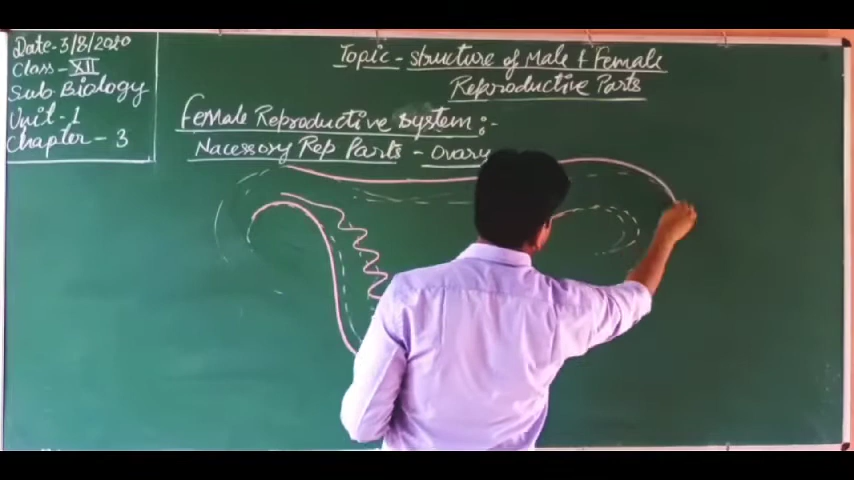 Date-3/8/2020
Class-XII
Sub-Biology
Unit-1
Chapter-3
Topic-structure of Male & Female
Reproductive Parts
Female Reproductive System:-
Nacessory Rep Parts - Ovary